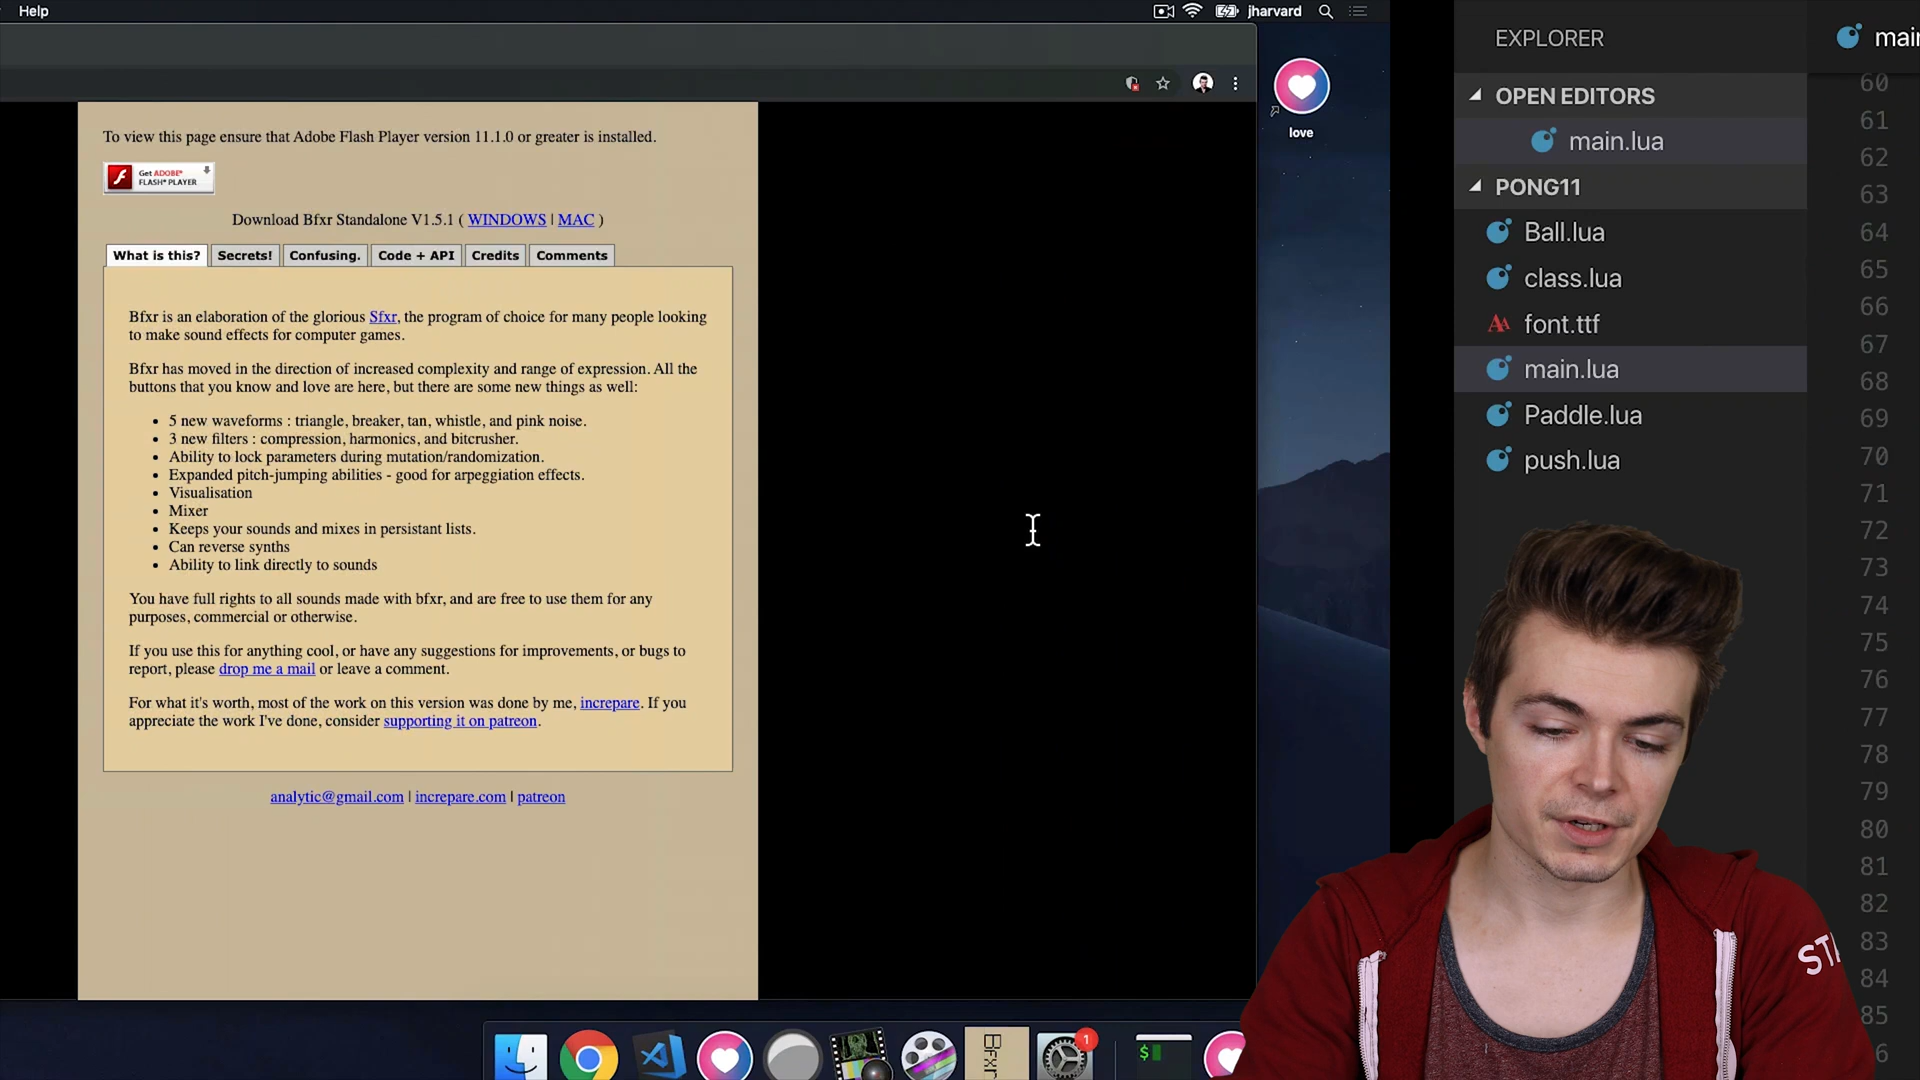 Help
jharvard
love
To view this page ensure that Adobe Flash Player version 11.1.0 or greater is installed.
Get ADOBE®
FLASH® PLAYER
Download Bfxr Standalone V1.5.1 ( WINDOWS | MAC )
What is this? Secrets! Confusing. Code + API Credits Comments
Bfxr is an elaboration of the glorious Sfxr, the program of choice for many people looking
to make sound effects for computer games.
Bfxr has moved in the direction of increased complexity and range of expression. All the
buttons that you know and love are here, but there are some new things as well:
• 5 new waveforms : triangle, breaker, tan, whistle, and pink noise.
• 3 new filters : compression, harmonics, and bitcrusher.
• Ability to lock parameters during mutation/randomization.
• Expanded pitch-jumping abilities - good for arpeggiation effects.
• Visualisation
• Mixer
• Keeps your sounds and mixes in persistant lists.
• Can reverse synths
• Ability to link directly to sounds
You have full rights to all sounds made with bfxr, and are free to use them for any
purposes, commercial or otherwise.
If you use this for anything cool, or have any suggestions for improvements, or bugs to
report, please drop me a mail or leave a comment.
For what it's worth, most of the work on this version was done by me, increpare. If you
appreciate the work I've done, consider supporting it on patreon.
analytic@gmail.com | increpare.com | patreon
Bfxr
1
$
EXPLORER
OPEN EDITORS
main.lua
PONG11
Ball.lua
class.lua
font.ttf
main.lua
Paddle.lua
push.lua
mai
60
61
62
63
64
65
66
67
68
69
70
71
72
73
74
75
76
77
78
79
80
81
82
83
84
85
6
ST